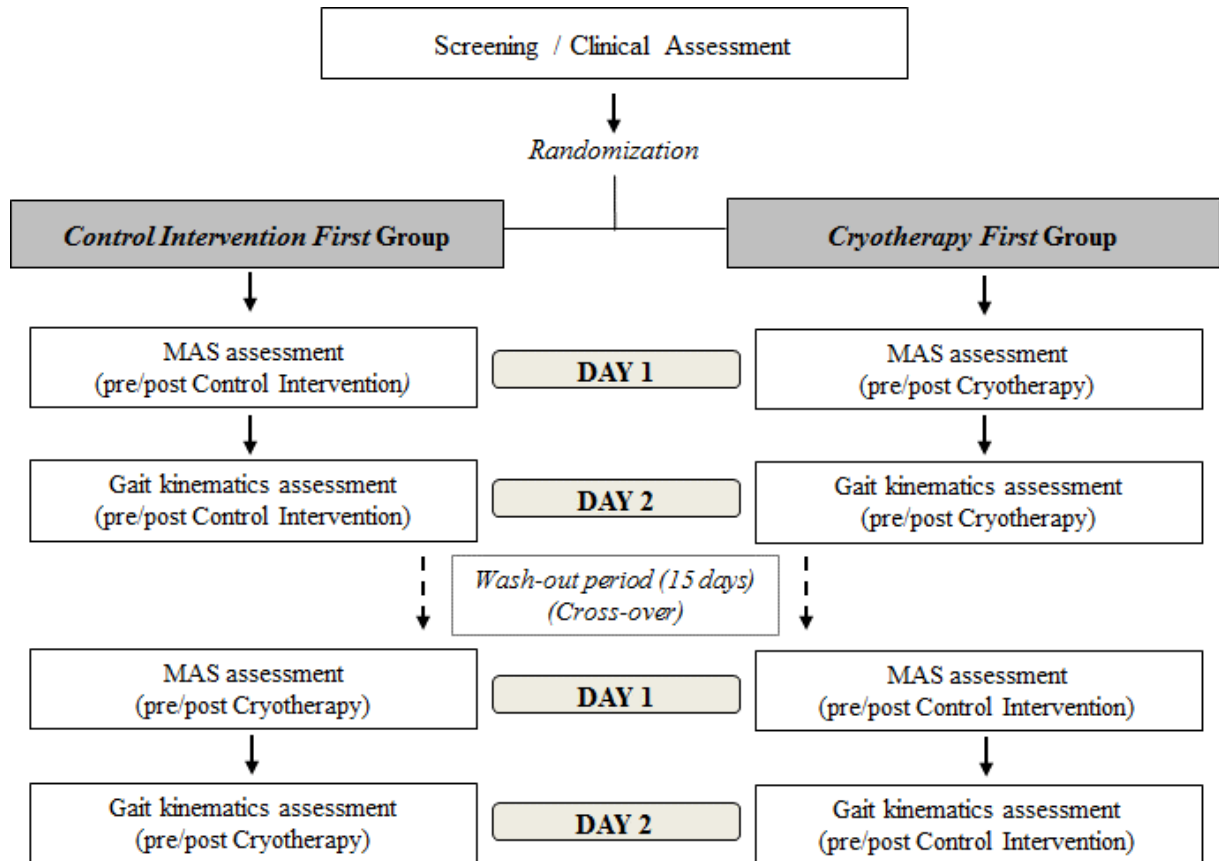 Screening / Clinical Assessment
Randomization
Control Intervention First Group
Cryotherapy First Group
MAS assessment
(pre/post Control Intervention)
DAY 1
MAS assessment
(pre/post Cryotherapy)
Gait kinematics assessment
(pre/post Control Intervention)
DAY 2
Gait kinematics assessment
(pre/post Cryotherapy)
Wash-out period (15 days)
(Cross-over)
MAS assessment
(pre/post Cryotherapy)
DAY 1
MAS assessment
(pre/post Control Intervention)
Gait kinematics assessment
(pre/post Cryotherapy)
DAY 2
Gait kinematics assessment
(pre/post Control Intervention)